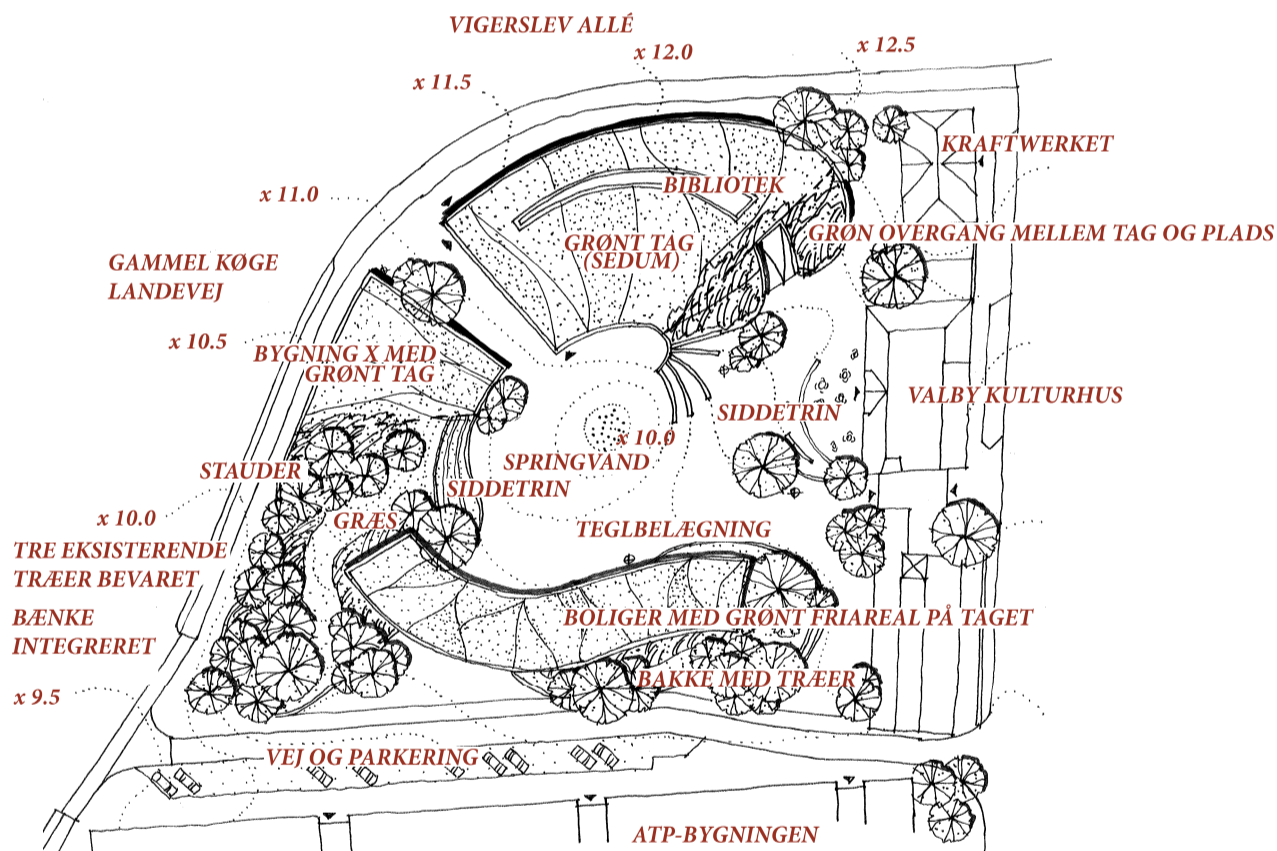 VIGERSLEV ALLÉ
x 12.5
x 12.0
x 11.5
KRAFTWERKET
BIBLIOTEK
x 11.0
GRØN OVERGANG MELLEM TAG OG PLADS
GRØNT TAG
(SEDUM)
GAMMEL KØGE
LANDEVEJ
x 10.5
BYGNING X MED
GRØNT TAG
VALBY KULTURHUS
SIDDETRIN
x 10.0
SPRINGVAND
STAUDER
SIDDETRIN
x 10.0
GRÆS
TEGLBELÆGNING
TRE EKSISTERENDE
TRÆER BEVARET
BÆNKE
INTEGRERET
BOLIGER MED GRØNT FRIAREAL PÅ TAGET
BAKKE MED TRÆER
x 9.5
VEJ OG PARKERING
ATP-BYGNINGEN